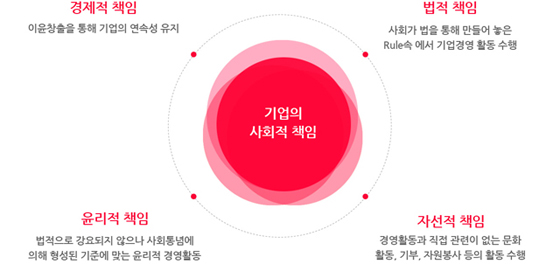 경제적 책임
이윤창출을 통해 기업의 연속성 유지
법적 책임
사회가 법을 통해 만들어 놓은
Rule속 에서 기업경영 활동 수행
기업의
사회적 책임
윤리적 책임
법적으로 강요되지 않으나 사회통념에
의해 형성된 기준에 맞는 윤리적 경영활동
자선적 책임
경영활동과 직접 관련이 없는 문화
활동, 기부, 자원봉사 등의 활동 수행